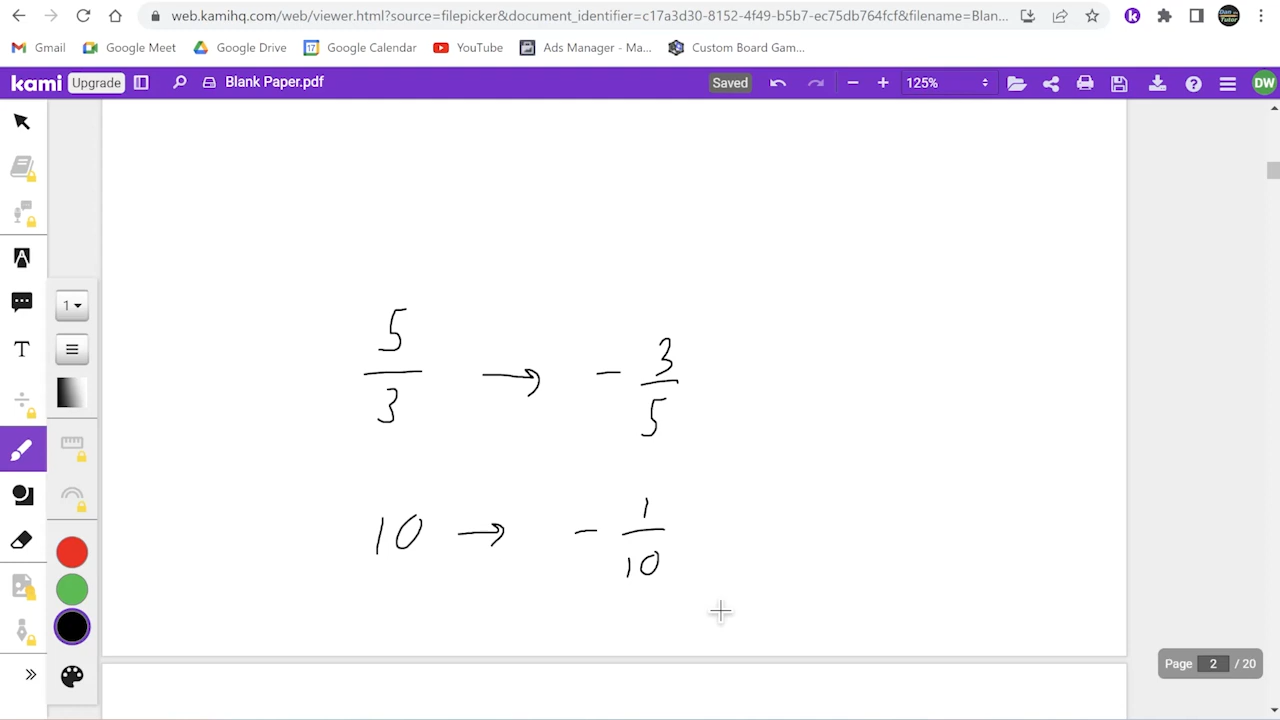 web.kamihq.com/web/viewer.html?source=filepicker&document_identifier=c17a3d30-8152-4f49-b8b7-ec75db764fcf&filename=Blan...
Gmail Google Meet Google Drive 17 Google Calendar YouTube Ads Manager - Ma... Custom Board Gam...
kami Upgrade Blank Paper.pdf Saved 125% DW
1
T
5/3 → - 3/5
10 → - 1/10
Page 2 / 20